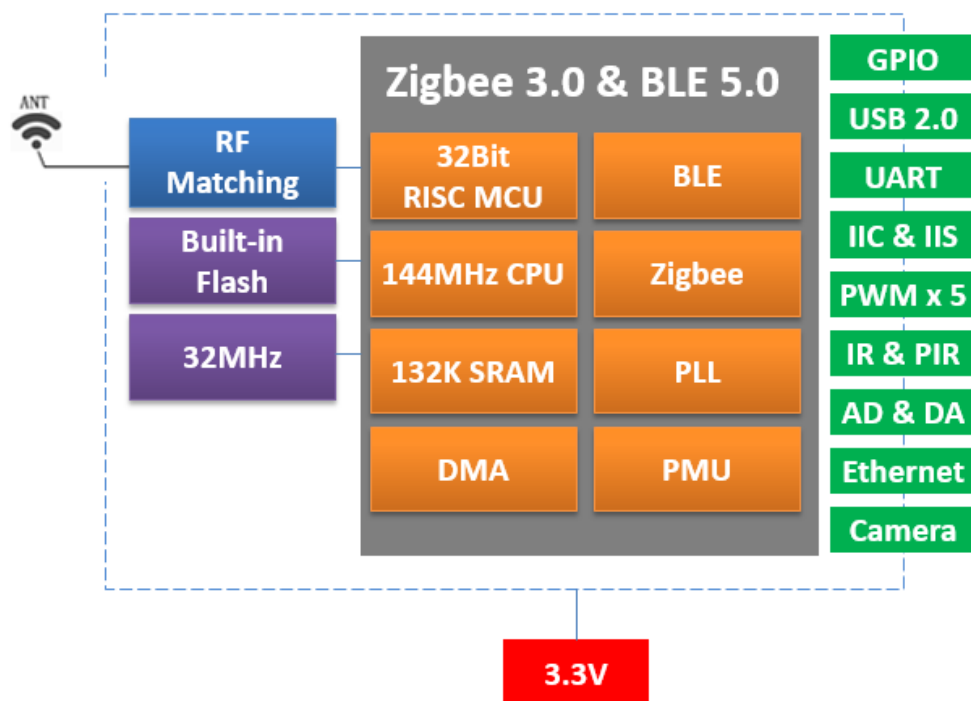 ANT
RF
Matching
Built-in
Flash
32MHz
Zigbee 3.0 & BLE 5.0
32Bit
RISC MCU
BLE
144MHz CPU
Zigbee
132K SRAM
PLL
DMA
PMU
GPIO
USB 2.0
UART
IIC & IIS
PWM x 5
IR & PIR
AD & DA
Ethernet
Camera
3.3V